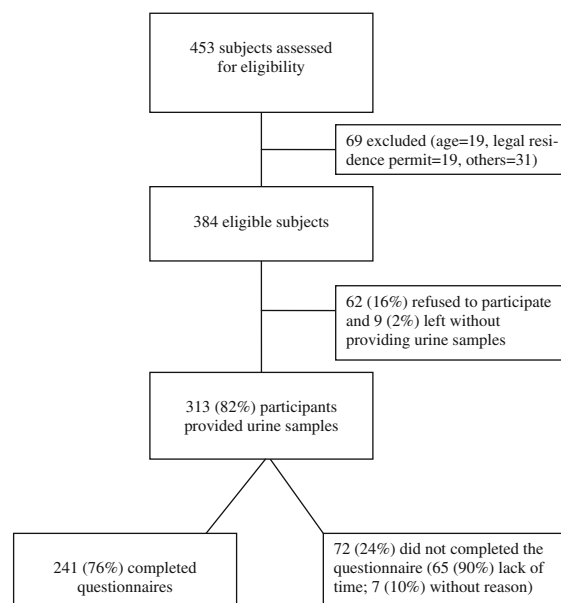 453 subjects assessed
for eligibility
69 excluded (age=19, legal resi-
dence permit=19, others=31)
384 eligible subjects
62 (16%) refused to participate
and 9 (2%) left without
providing urine samples
313 (82%) participants
provided urine samples
241 (76%) completed
questionnaires
72 (24%) did not completed the
questionnaire (65 (90%) lack of
time; 7 (10%) without reason)